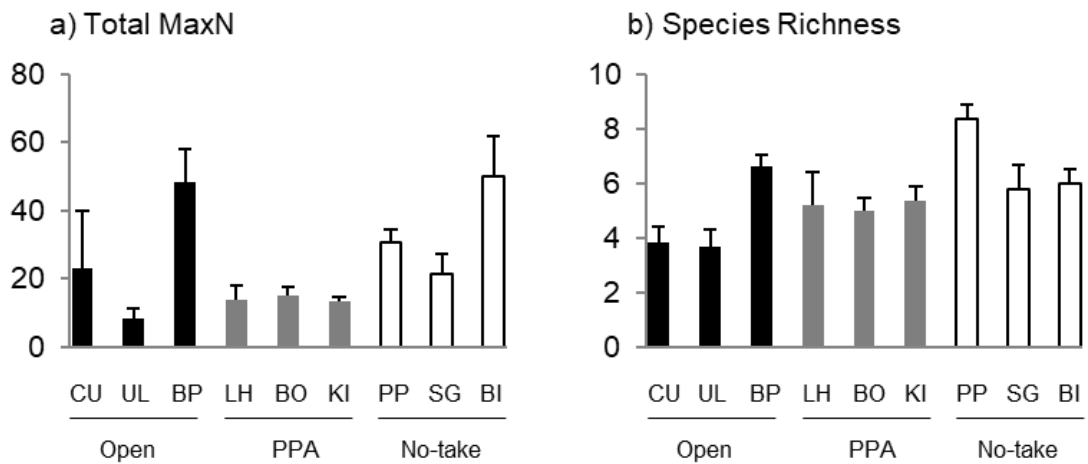 a) Total MaxN
80
60
40
20
0
CU UL BP LH BO KI PP SG BI
Open PPA No-take
b) Species Richness
10
8
6
4
2
0
CU UL BP LH BO KI PP SG BI
Open PPA No-take